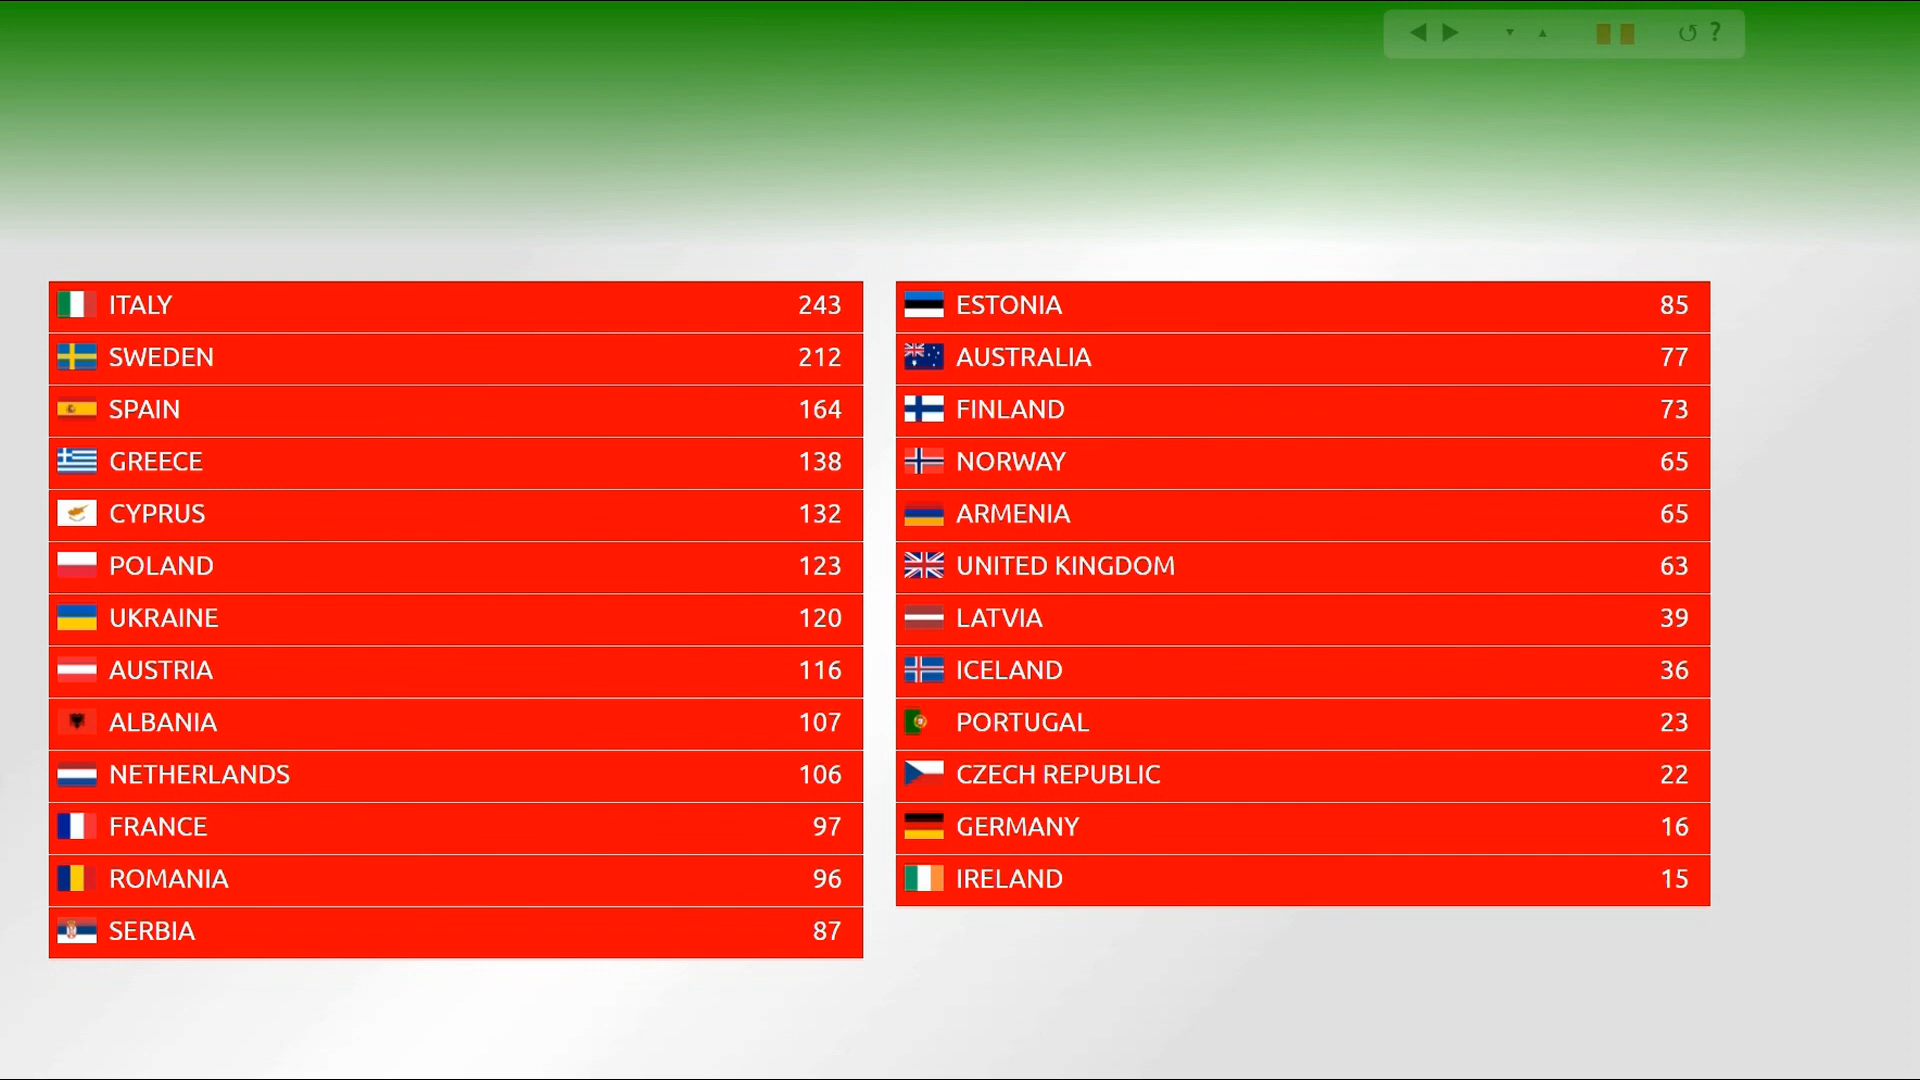 ?
ITALY 243
SWEDEN 212
SPAIN 164
GREECE 138
CYPRUS 132
POLAND 123
UKRAINE 120
AUSTRIA 116
ALBANIA 107
NETHERLANDS 106
FRANCE 97
ROMANIA 96
SERBIA 87
ESTONIA 85
AUSTRALIA 77
FINLAND 73
NORWAY 65
ARMENIA 65
UNITED KINGDOM 63
LATVIA 39
ICELAND 36
PORTUGAL 23
CZECH REPUBLIC 22
GERMANY 16
IRELAND 15